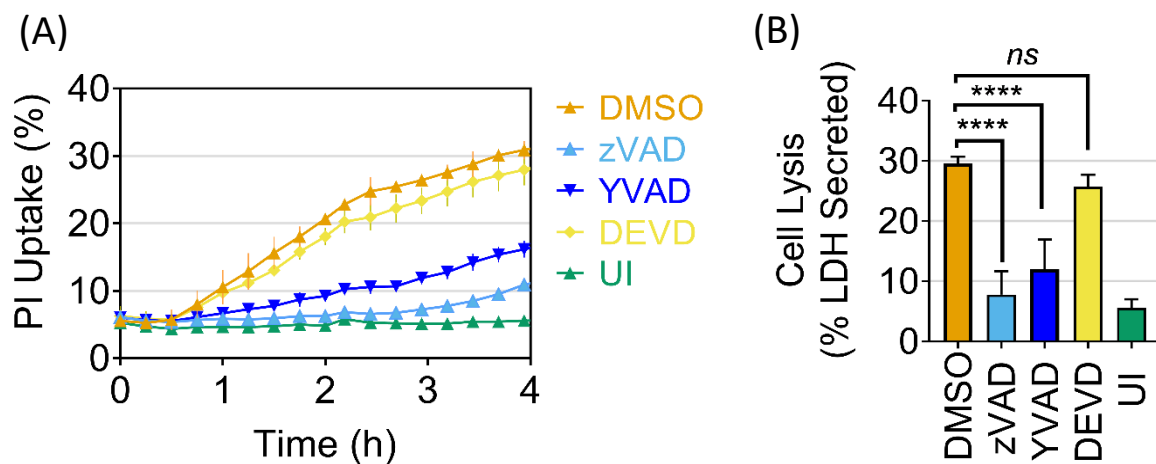 (A)
PI Uptake (%)
40
30
20
10
0
0 1 2 3 4
Time (h)
DMSO
zVAD
YVAD
DEVD
UI
(B)
Cell Lysis
(% LDH Secreted)
40
30
20
10
0
ns
****
****
DMSO
zVAD
YVAD
DEVD
UI